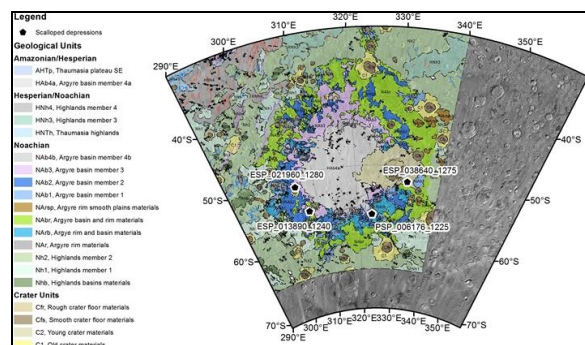 Legend
Scalloped depressions
Geological Units
Amazonian/Hesperian
AHTp, Thaumasia plateau SE
HAb4a, Argyre basin member 4a
Hesperian/Noachian
HNh4, Highlands member 4
HNh3, Highlands member 3
HNTh, Thaumasia highlands
Noachian
NAb4b, Argyre basin member 4b
NAb3, Argyre basin member 3
NAb2, Argyre basin member 2
NAb1, Argyre basin member 1
NArsp, Argyre rim smooth plains materials
NAbr, Argyre basin and rim materials
NArb, Argyre rim and basin materials
NAr, Argyre rim materials
Nh2, Highlands member 2
Nh1, Highlands member 1
Nhb, Highlands basins materials
Crater Units
Cfr, Rough crater floor materials
Cfs, Smooth crater floor materials
C2, Young crater materials
C1, Old crater materials
290°E
300°E
310°E
320°E
330°E
340°E
350°E
40°S
50°S
60°S
70°S
290°E
300°E
310°E
320°E
330°E
340°E
350°E
40°S
50°S
60°S
70°S
ESP_021960_1280
ESP_038640_1275
ESP_013890_1240
PSP_006176_1225